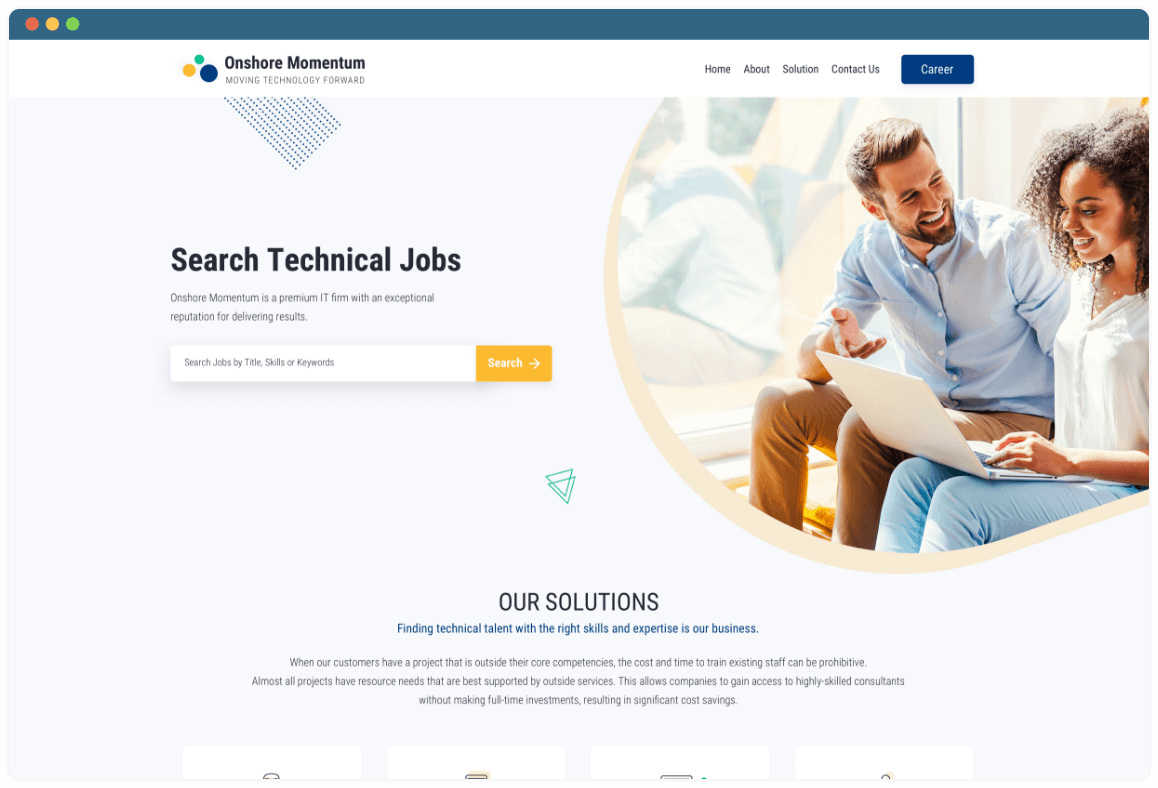 Onshore Momentum
MOVING TECHNOLOGY FORWARD
Home About Solution Contact Us Career
Search Technical Jobs
Onshore Momentum is a premium IT firm with an exceptional
reputation for delivering results.
Search Jobs by Title, Skills or Keywords
Search
OUR SOLUTIONS
Finding technical talent with the right skills and expertise is our business.
When our customers have a project that is outside their core competencies, the cost and time to train existing staff can be prohibitive.
Almost all projects have resource needs that are best supported by outside services. This allows companies to gain access to highly-skilled consultants
without making full-time investments, resulting in significant cost savings.